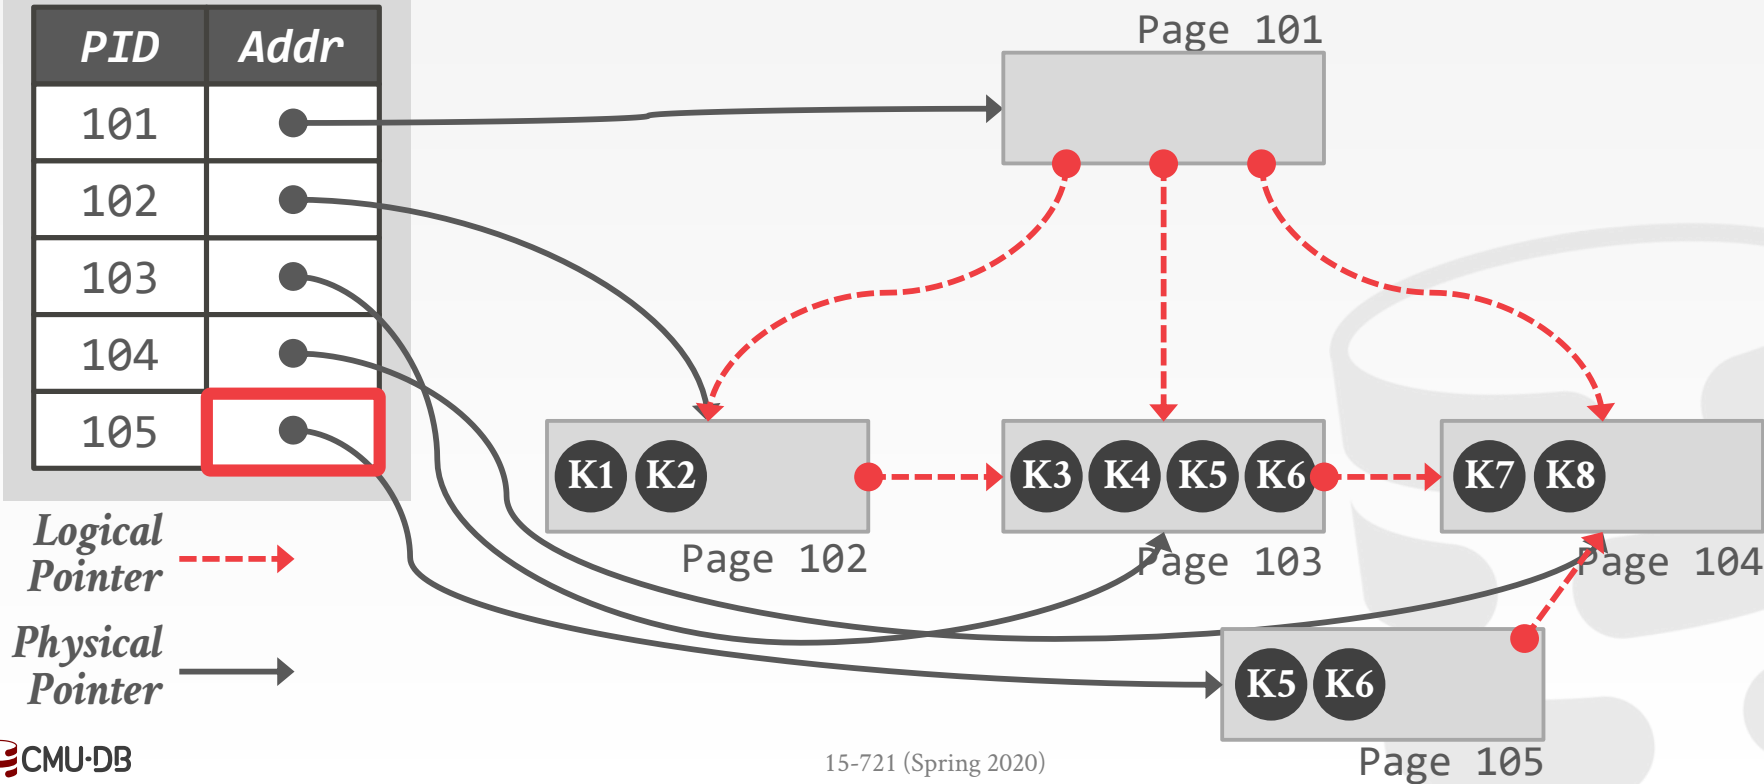 PID Addr
101
102
103
104
105
Logical
Pointer
Physical
Pointer
Page 101
K1 K2
Page 102
K3 K4 K5 K6
Page 103
K7 K8
Page 104
K5 K6
Page 105
CMU·DB
15-721 (Spring 2020)